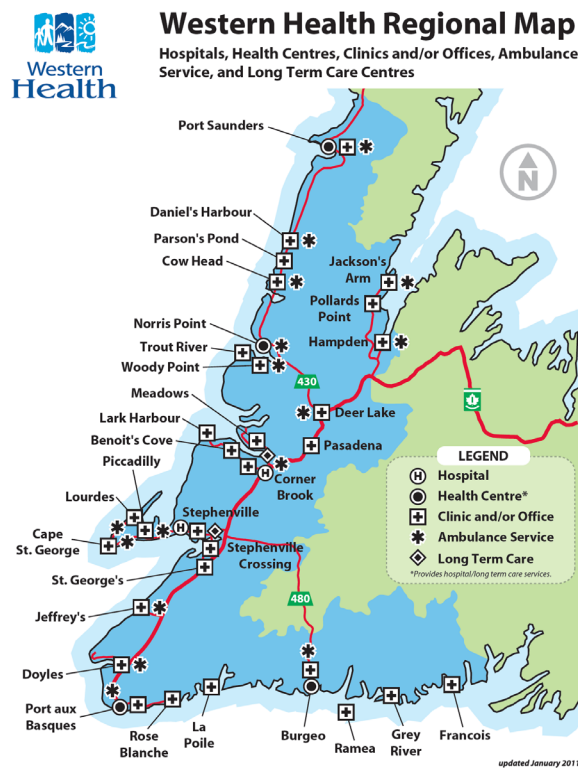 Western Health Regional Map
Hospitals, Health Centres, Clinics and/or Offices, Ambulance
Service, and Long Term Care Centres
Western
Health
Port Saunders
N
Daniel's Harbour
Parson's Pond
Cow Head
Jackson's
Arm
Pollards
Point
Norris Point
Hampden
Trout River
Woody Point
430
1
Meadows
Deer Lake
Lark Harbour
Benoit's Cove
Pasadena
Piccadilly
Corner
Brook
LEGEND
H Hospital
Health Centre*
Clinic and/or Office
Ambulance Service
Long Term Care
*Provides hospital/long term care services.
Lourdes
H
Stephenville
H
Cape
St. George
Stephenville
Crossing
St. George's
480
Jeffrey's
Doyles
Port aux
Basques
Rose
Blanche
La
Poile
Burgeo
Ramea
Grey
River
Francois
updated January 2011